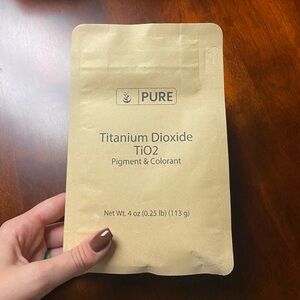 PURE
Titanium Dioxide
TiO2
Pigment & Colorant
Net Wt. 4 oz (0.25 lb) (113 g)